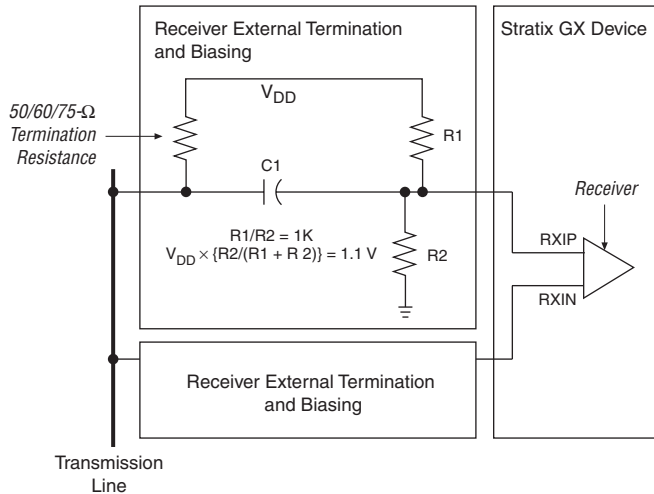 Receiver External Termination
and Biasing
Stratix GX Device
V_DD
50/60/75-Ω
Termination
Resistance
R1
C1
Receiver
R1/R2 = 1K
V_DD × {R2/(R1 + R 2)} = 1.1 V
R2
RXIP
RXIN
Receiver External Termination
and Biasing
Transmission
Line